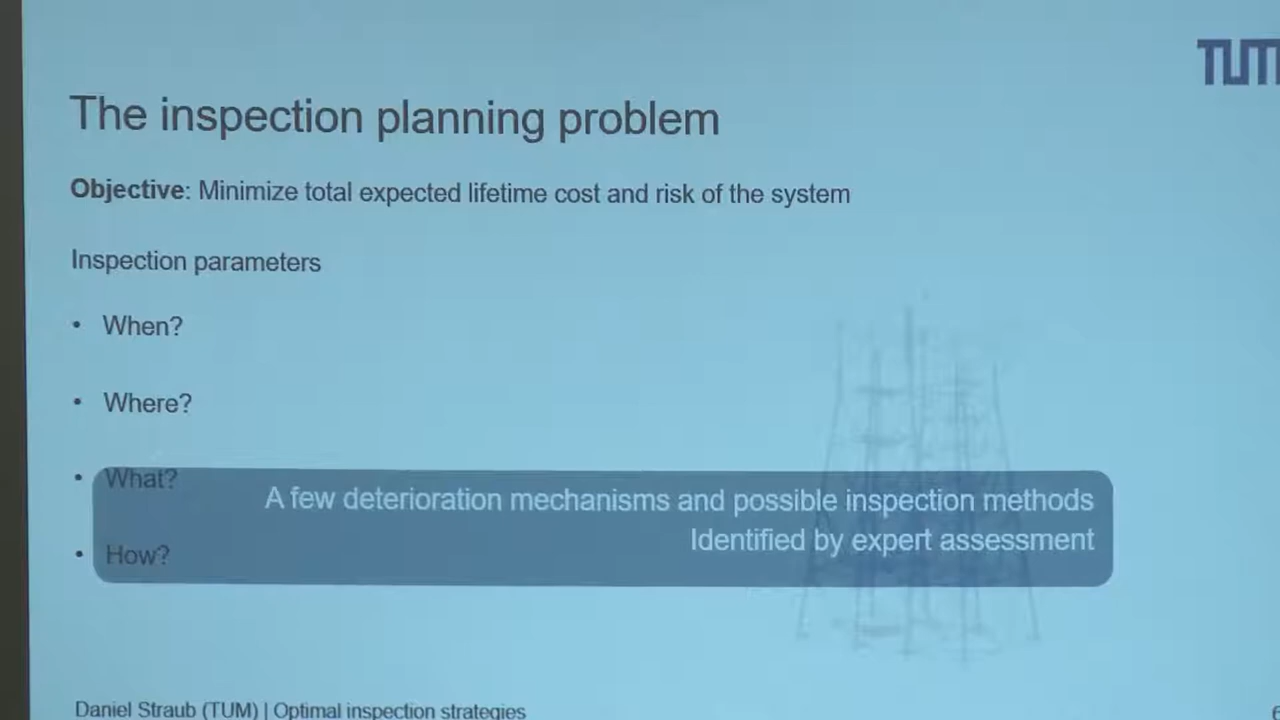 TUM
The inspection planning problem
Objective: Minimize total expected lifetime cost and risk of the system
Inspection parameters
• When?
• Where?
• What?
A few deterioration mechanisms and possible inspection methods
Identified by expert assessment
• How?
Daniel Straub (TUM) | Optimal inspection strategies